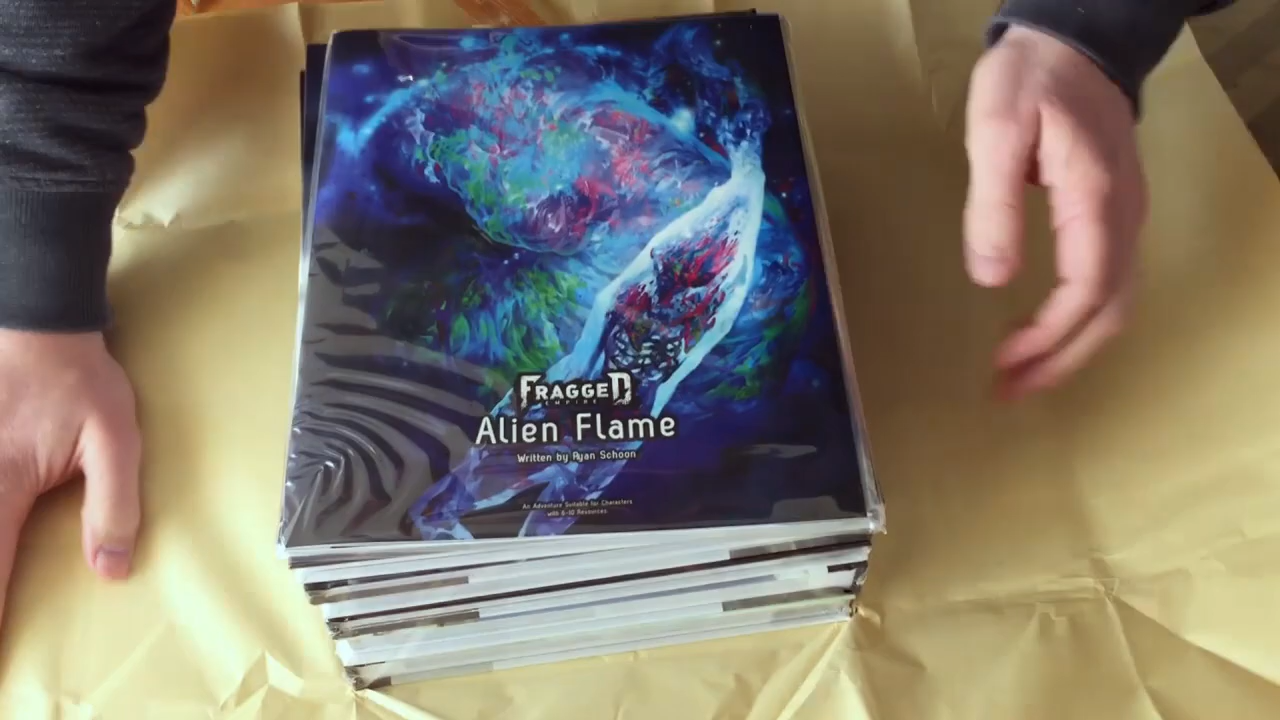 FRAGGED
EMPIRE
Alien Flame
Written by Ryan Schoon
An Adventure Suitable for Characters
with 6-10 Resources